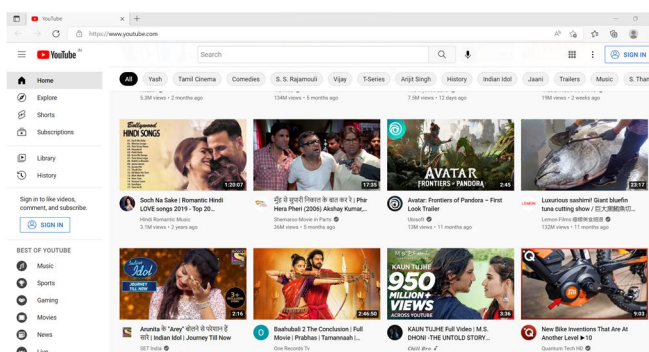 YouTube
https://www.youtube.com
YouTube IN
Search
SIGN IN
Home
Explore
Shorts
Subscriptions
Library
History
Sign in to like videos,
comment, and subscribe.
SIGN IN
BEST OF YOUTUBE
Music
Sports
Gaming
Movies
News
Live
All Yash Tamil Cinema Comedies S. S. Rajamouli Vijay T-Series Arijit Singh History Indian Idol Jaani Trailers Music S. Than
5.3M views • 2 months ago
134M views • 5 months ago
7.5M views • 12 days ago
19M views • 2 weeks ago
Bollywood
HINDI SONGS
1:20:07
Soch Na Sake | Romantic Hindi
LOVE songs 2019 - Top 20...
Hindi Romantic Music
3.1M views • 2 years ago
17:35
मुँह से सुपारी निकाल के बात कर रे | Phir
Hera Pheri (2006) Akshay Kumar,...
Shemaroo Movie in Parts
36M views • 5 months ago
AVATAR
FRONTIERS • PANDORA
2:45
Avatar: Frontiers of Pandora – First
Look Trailer
Ubisoft
13M views • 11 months ago
23:17
Luxurious sashimi! Giant bluefin
tuna cutting show /
Lemon Films
132M views • 11 months ago
Indian
Idol
JOURNEY
TILL NOW
2:16
Arunita के "Arey" बोलने से परेशान हैं
सारे | Indian Idol | Journey Till Now
SET India
2:46:50
Baahubali 2 The Conclusion | Full
Movie | Prabhas | Tamannaah |...
One Records Tv
KAUN TUJHE
950
MILLION+
VIEWS
ACROSS YOUTUBE
3:36
KAUN TUJHE Full Video | M.S.
DHONI -THE UNTOLD STORY...
Q
9:03
New Bike Inventions That Are At
Another Level ▶10
Quantum Tech HD